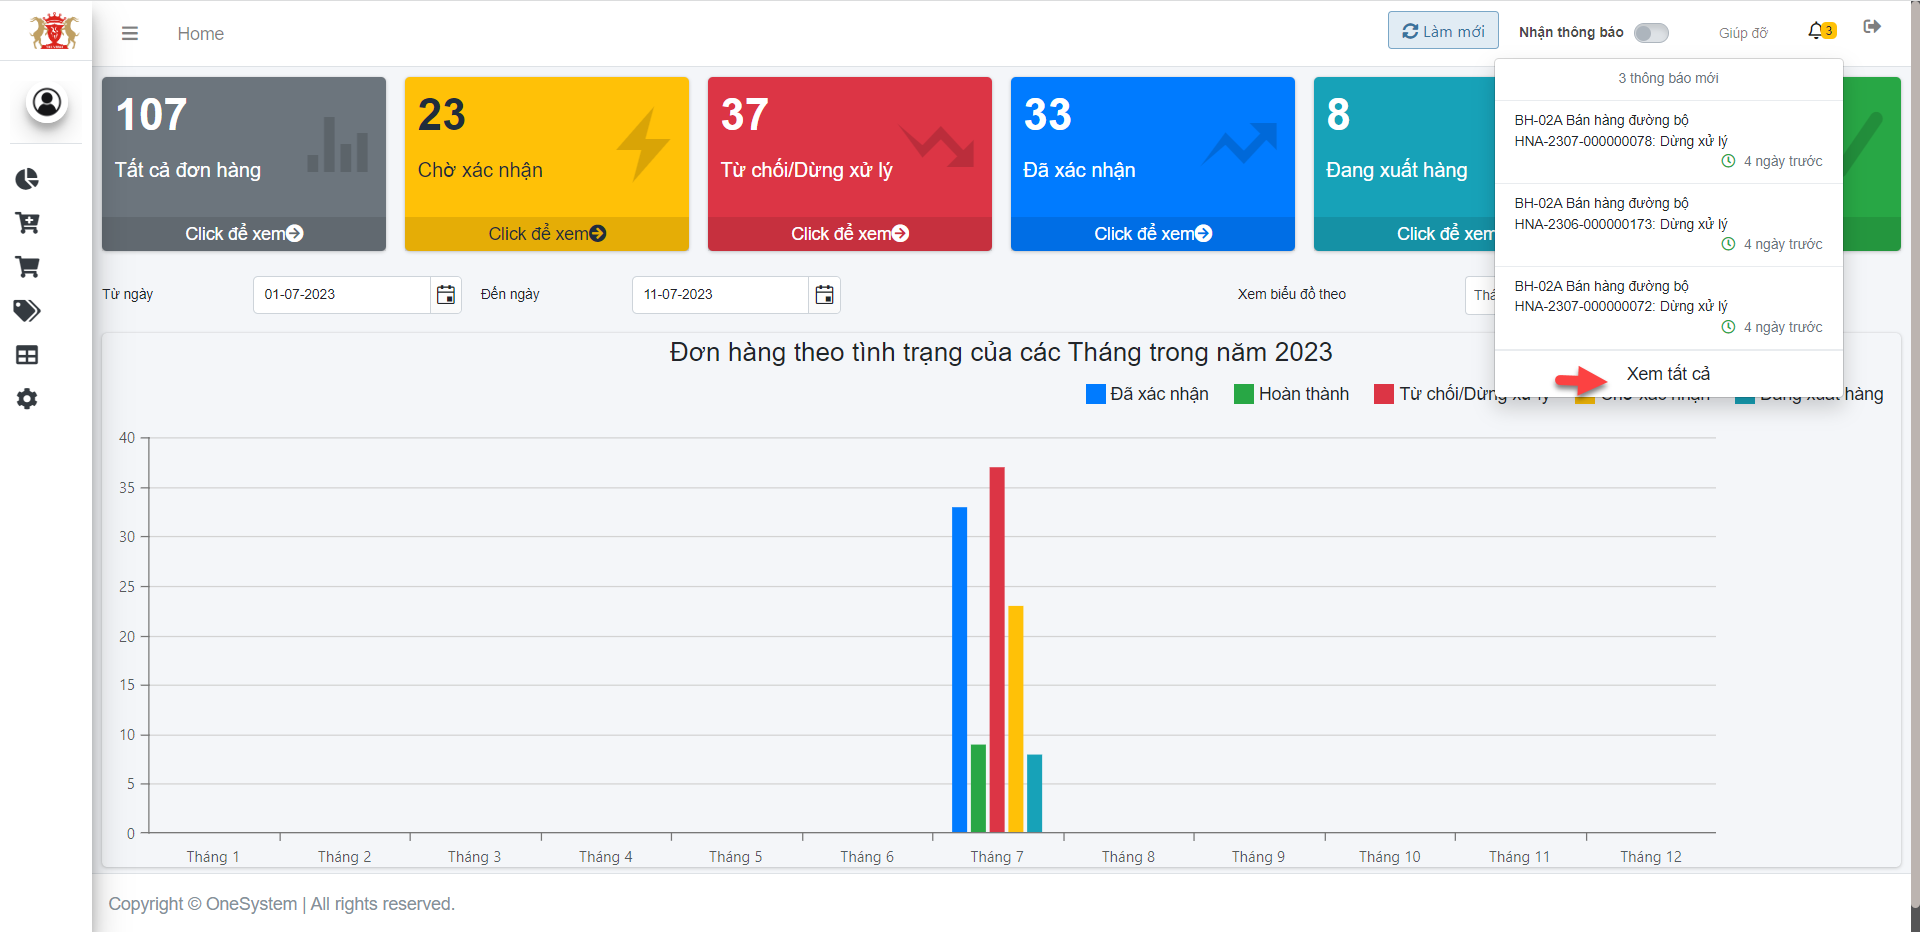 Home
Làm mới
Nhận thông báo
Giúp đỡ
3
3 thông báo mới
BH-02A Bán hàng đường bộ
HNA-2307-000000078: Dừng xử lý
4 ngày trước
BH-02A Bán hàng đường bộ
HNA-2306-000000173: Dừng xử lý
4 ngày trước
BH-02A Bán hàng đường bộ
HNA-2307-000000072: Dừng xử lý
4 ngày trước
Xem tất cả
107
Tất cả đơn hàng
Click để xem
23
Chờ xác nhận
Click để xem
37
Từ chối/Dừng xử lý
Click để xem
33
Đã xác nhận
Click để xem
8
Đang xuất hàng
Click để xem
Từ ngày
01-07-2023
Đến ngày
11-07-2023
Xem biểu đồ theo
Đơn hàng theo tình trạng của các Tháng trong năm 2023
Đã xác nhận
Hoàn thành
Từ chối/Dừng xử lý
Chờ xác nhận
Đang xuất hàng
40
35
30
25
20
15
10
5
0
Tháng 1
Tháng 2
Tháng 3
Tháng 4
Tháng 5
Tháng 6
Tháng 7
Tháng 8
Tháng 9
Tháng 10
Tháng 11
Tháng 12
Copyright © OneSystem | All rights reserved.